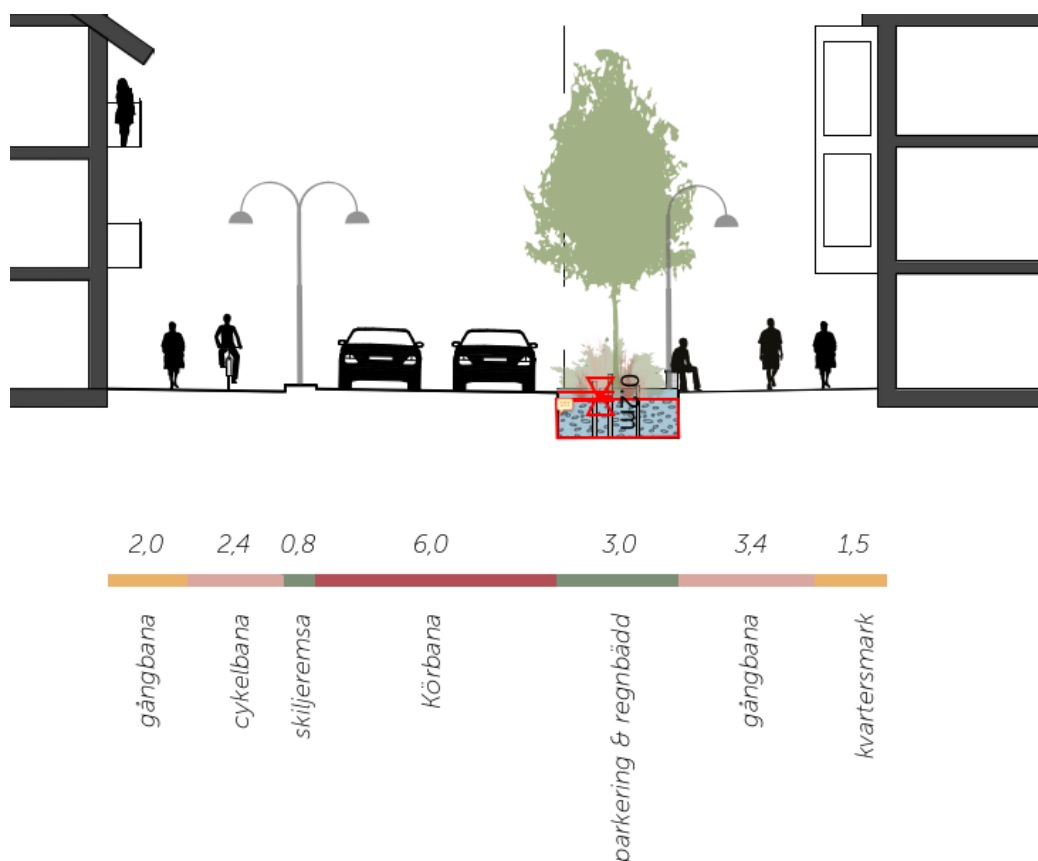 0,2m
2,0
2,4
0,8
6,0
3,0
3,4
1,5
gångbana
cykelbana
skiljeremsa
Körbana
parkering & regnbädd
gångbana
kvartersmark